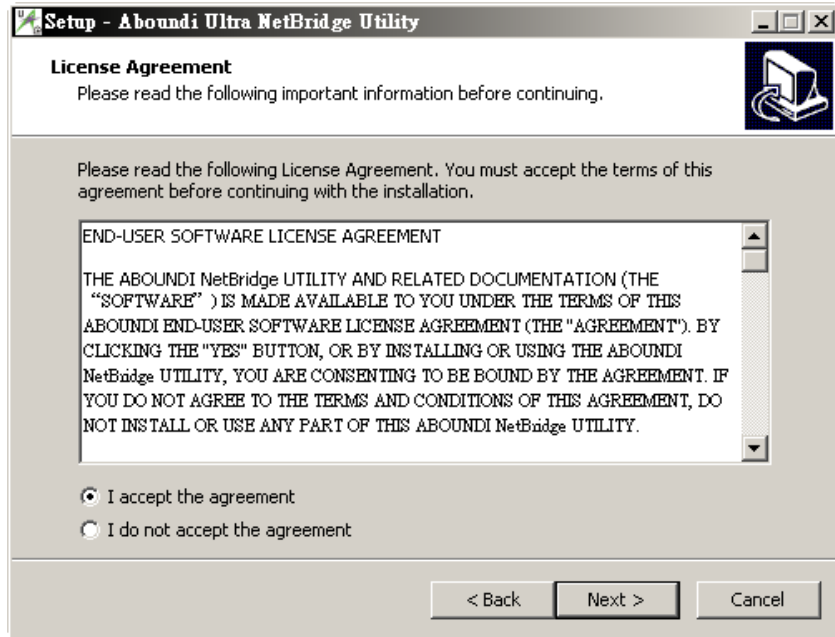 Setup - Aboundi Ultra NetBridge Utility
License Agreement
Please read the following important information before continuing.
Please read the following License Agreement. You must accept the terms of this
agreement before continuing with the installation.
END-USER SOFTWARE LICENSE AGREEMENT
THE ABOUNDI NetBridge UTILITY AND RELATED DOCUMENTATION (THE
“SOFTWARE” ) IS MADE AVAILABLE TO YOU UNDER THE TERMS OF THIS
ABOUNDI END-USER SOFTWARE LICENSE AGREEMENT (THE "AGREEMENT"). BY
CLICKING THE "YES" BUTTON, OR BY INSTALLING OR USING THE ABOUNDI
NetBridge UTILITY, YOU ARE CONSENTING TO BE BOUND BY THE AGREEMENT. IF
YOU DO NOT AGREE TO THE TERMS AND CONDITIONS OF THIS AGREEMENT, DO
NOT INSTALL OR USE ANY PART OF THIS ABOUNDI NetBridge UTILITY.
I accept the agreement
I do not accept the agreement
< Back Next > Cancel